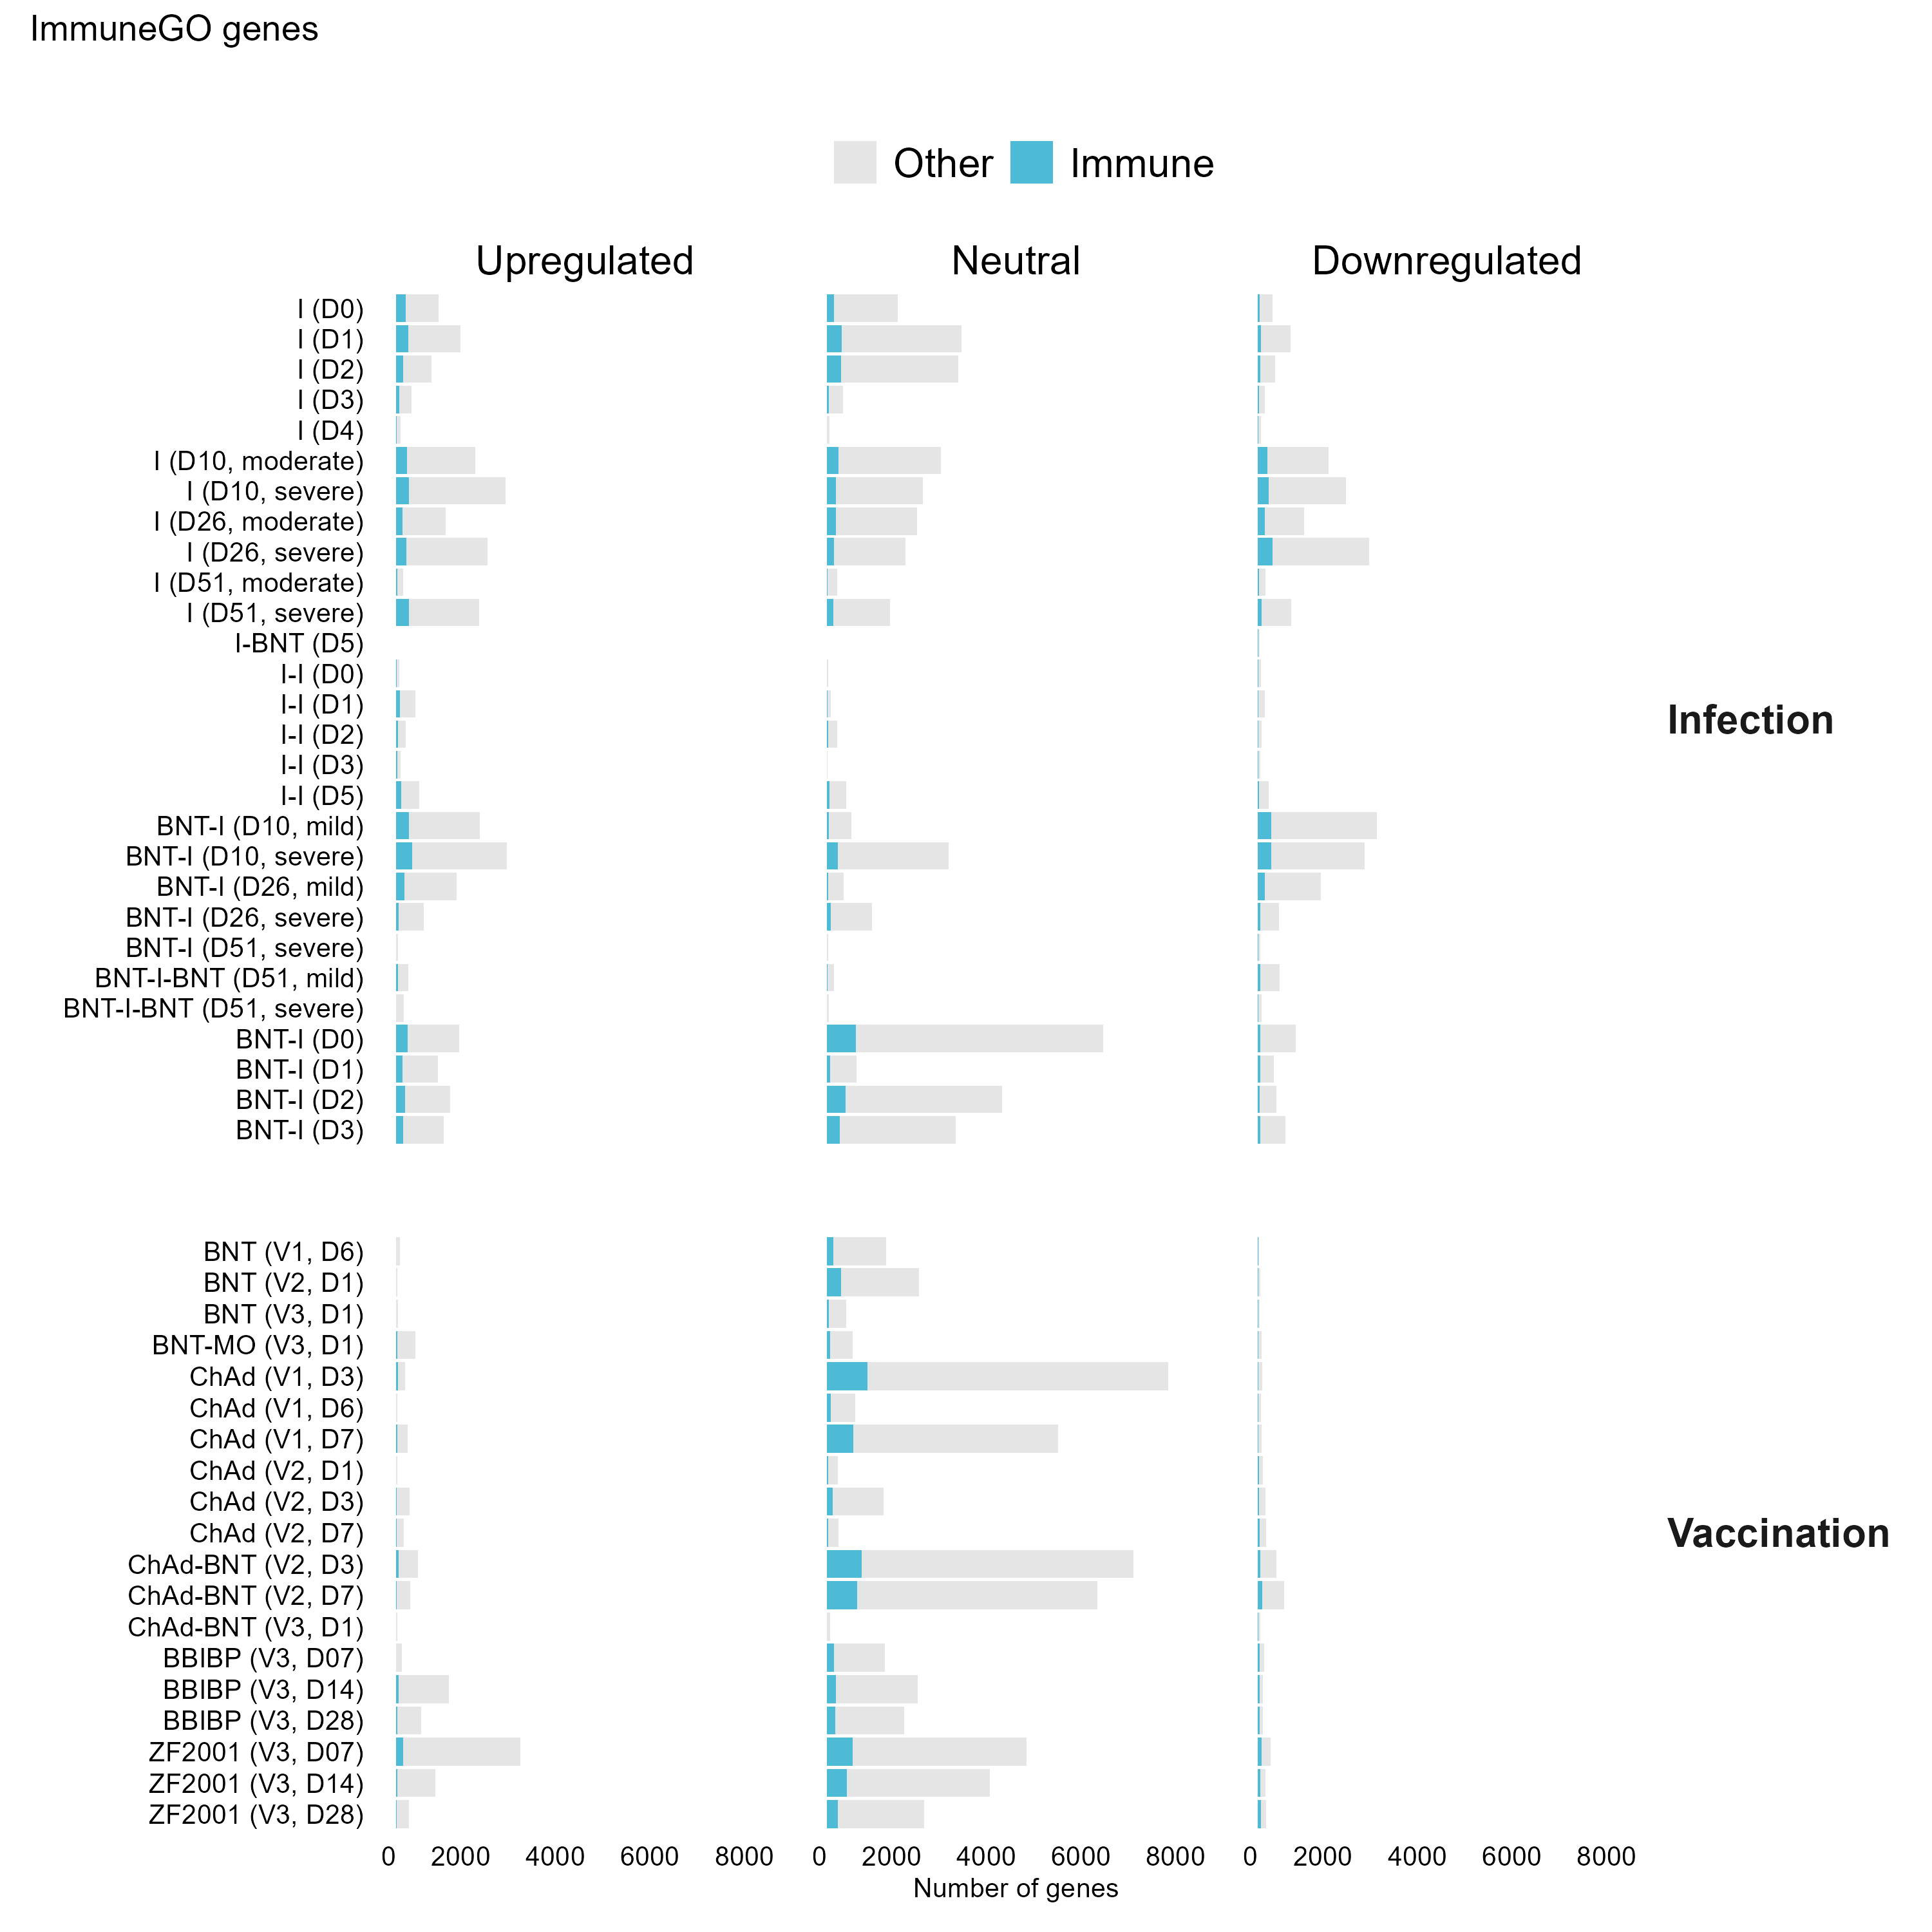 ImmuneGO genes
Other Immune
Upregulated Neutral Downregulated
I (D0)
I (D1)
I (D2)
I (D3)
I (D4)
I (D10, moderate)
I (D10, severe)
I (D26, moderate)
I (D26, severe)
I (D51, moderate)
I (D51, severe)
I-BNT (D5)
I-I (D0)
I-I (D1)
I-I (D2)
I-I (D3)
I-I (D5)
BNT-I (D10, mild)
BNT-I (D10, severe)
BNT-I (D26, mild)
BNT-I (D26, severe)
BNT-I (D51, severe)
BNT-I-BNT (D51, mild)
BNT-I-BNT (D51, severe)
BNT-I (D0)
BNT-I (D1)
BNT-I (D2)
BNT-I (D3)
Infection
BNT (V1, D6)
BNT (V2, D1)
BNT (V3, D1)
BNT-MO (V3, D1)
ChAd (V1, D3)
ChAd (V1, D6)
ChAd (V1, D7)
ChAd (V2, D1)
ChAd (V2, D3)
ChAd (V2, D7)
ChAd-BNT (V2, D3)
ChAd-BNT (V2, D7)
ChAd-BNT (V3, D1)
BBIBP (V3, D07)
BBIBP (V3, D14)
BBIBP (V3, D28)
ZF2001 (V3, D07)
ZF2001 (V3, D14)
ZF2001 (V3, D28)
Vaccination
0 2000 4000 6000 8000 0 2000 4000 6000 8000 0 2000 4000 6000 8000
Number of genes